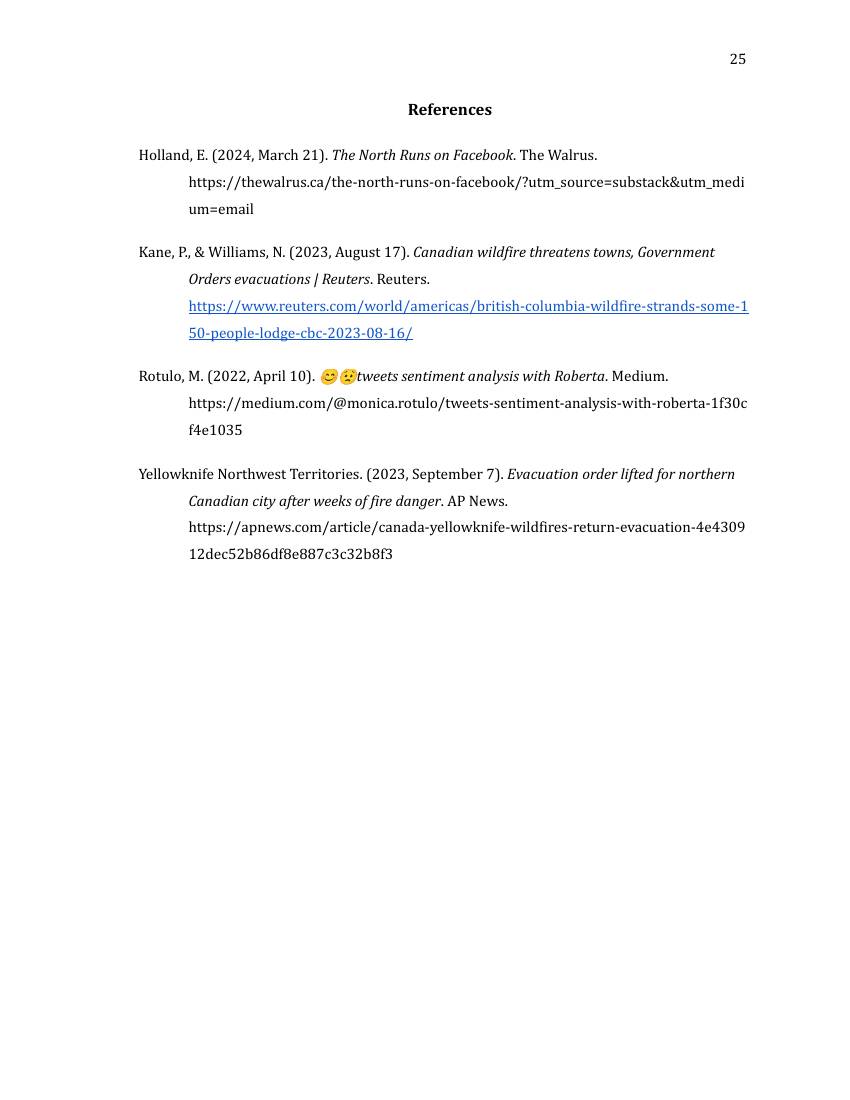 25
References
Holland, E. (2024, March 21). The North Runs on Facebook. The Walrus.
https://thewalrus.ca/the-north-runs-on-facebook/?utm_source=substack&utm_medi
um=email
Kane, P., & Williams, N. (2023, August 17). Canadian wildfire threatens towns, Government
Orders evacuations | Reuters. Reuters.
https://www.reuters.com/world/americas/british-columbia-wildfire-strands-some-1
50-people-lodge-cbc-2023-08-16/
Rotulo, M. (2022, April 10). 😊😟tweets sentiment analysis with Roberta. Medium.
https://medium.com/@monica.rotulo/tweets-sentiment-analysis-with-roberta-1f30c
f4e1035
Yellowknife Northwest Territories. (2023, September 7). Evacuation order lifted for northern
Canadian city after weeks of fire danger. AP News.
https://apnews.com/article/canada-yellowknife-wildfires-return-evacuation-4e4309
12dec52b86df8e887c3c32b8f3